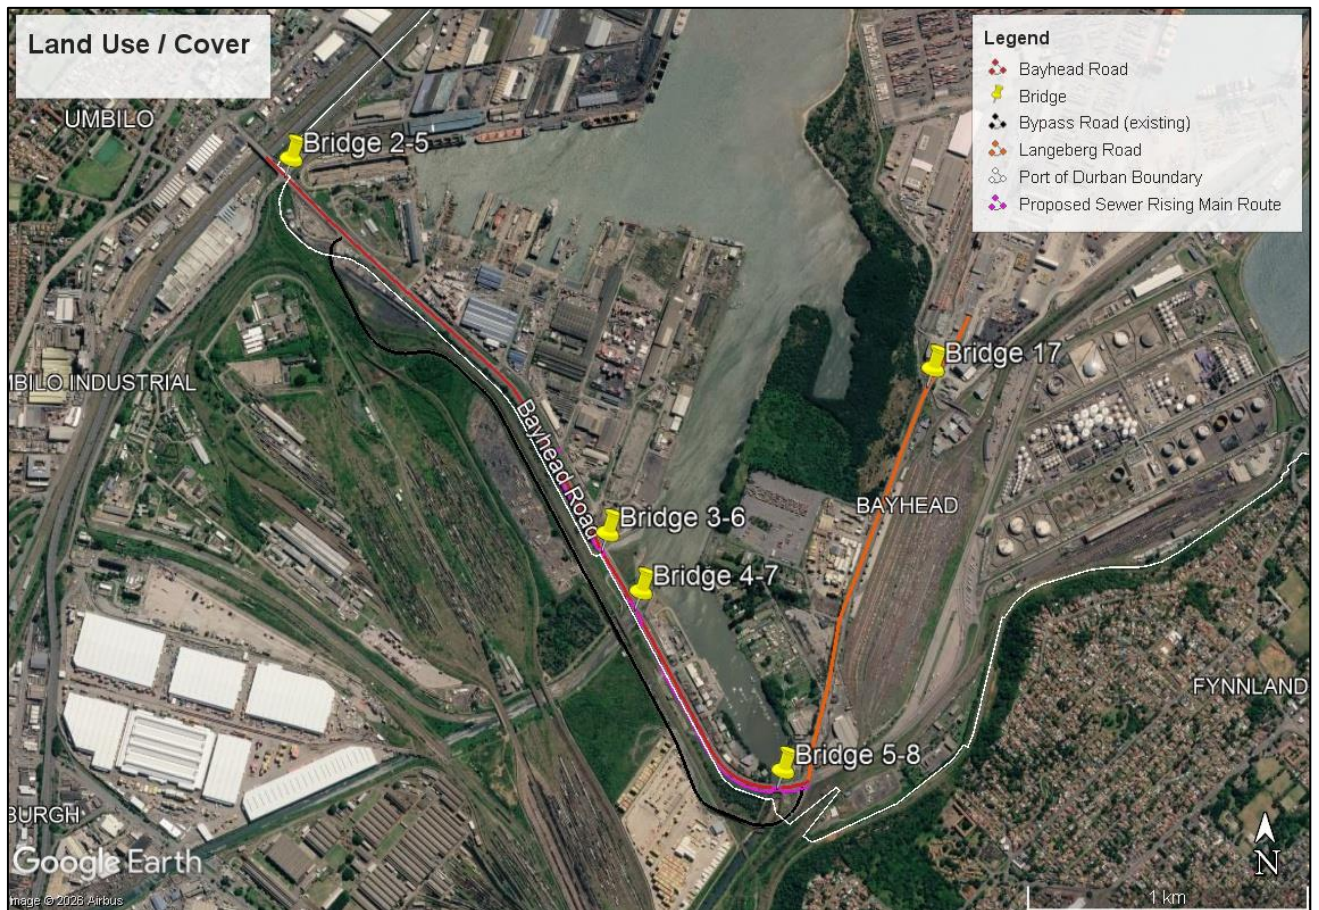 Land Use / Cover
Legend
Bayhead Road
Bridge
Bypass Road (existing)
Langeberg Road
Port of Durban Boundary
Proposed Sewer Rising Main Route
UMBILO
Bridge 2-5
Bridge 17
MBILO INDUSTRIAL
Bayhead Road
BAYHEAD
Bridge 3-6
Bridge 4-7
FYNNLAND
Bridge 5-8
BURGH
Google Earth
N
Image © 2026 Airbus
1 km